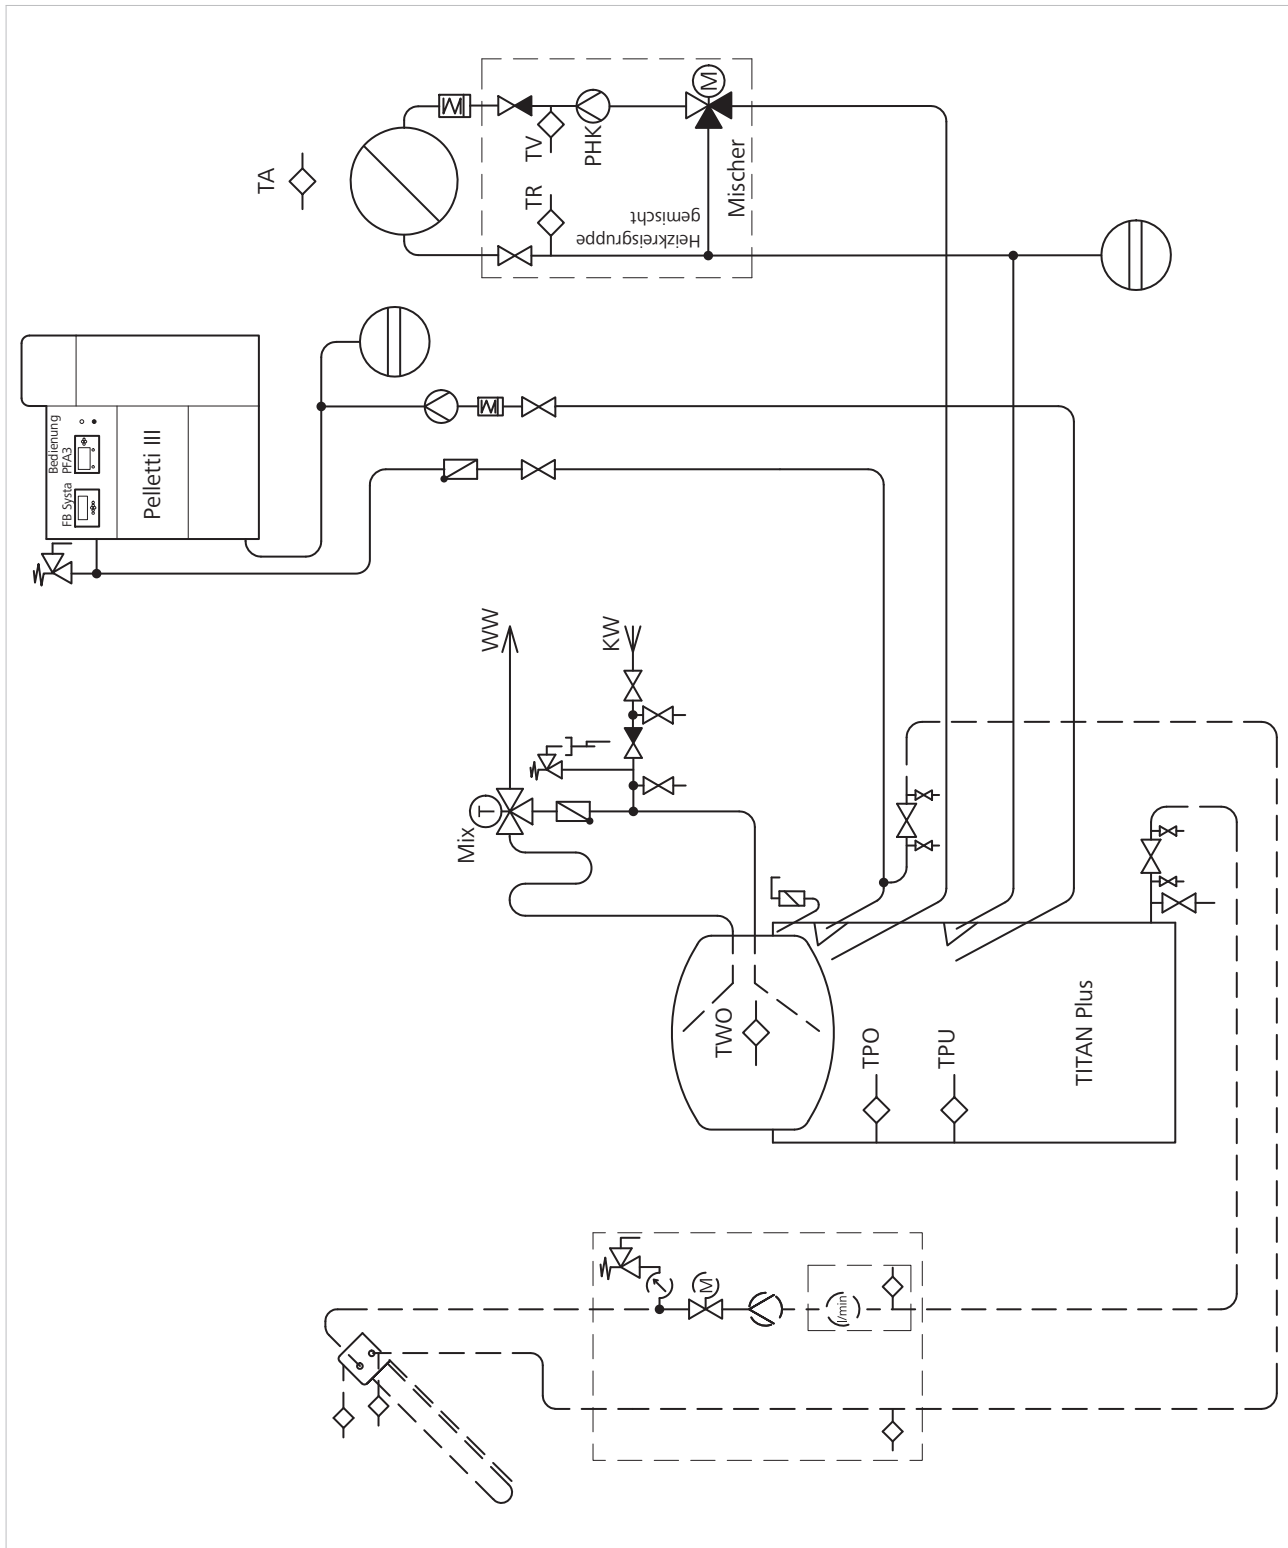 TA
TV
PHK
M
TR
Heizkreisgruppe
gemischt
Mischer
Bedienung
PFA3
FB Systa
Pelletti III
WW
KW
T
Mix
TWO
TPO
TPU
TITAN Plus
M
l/min